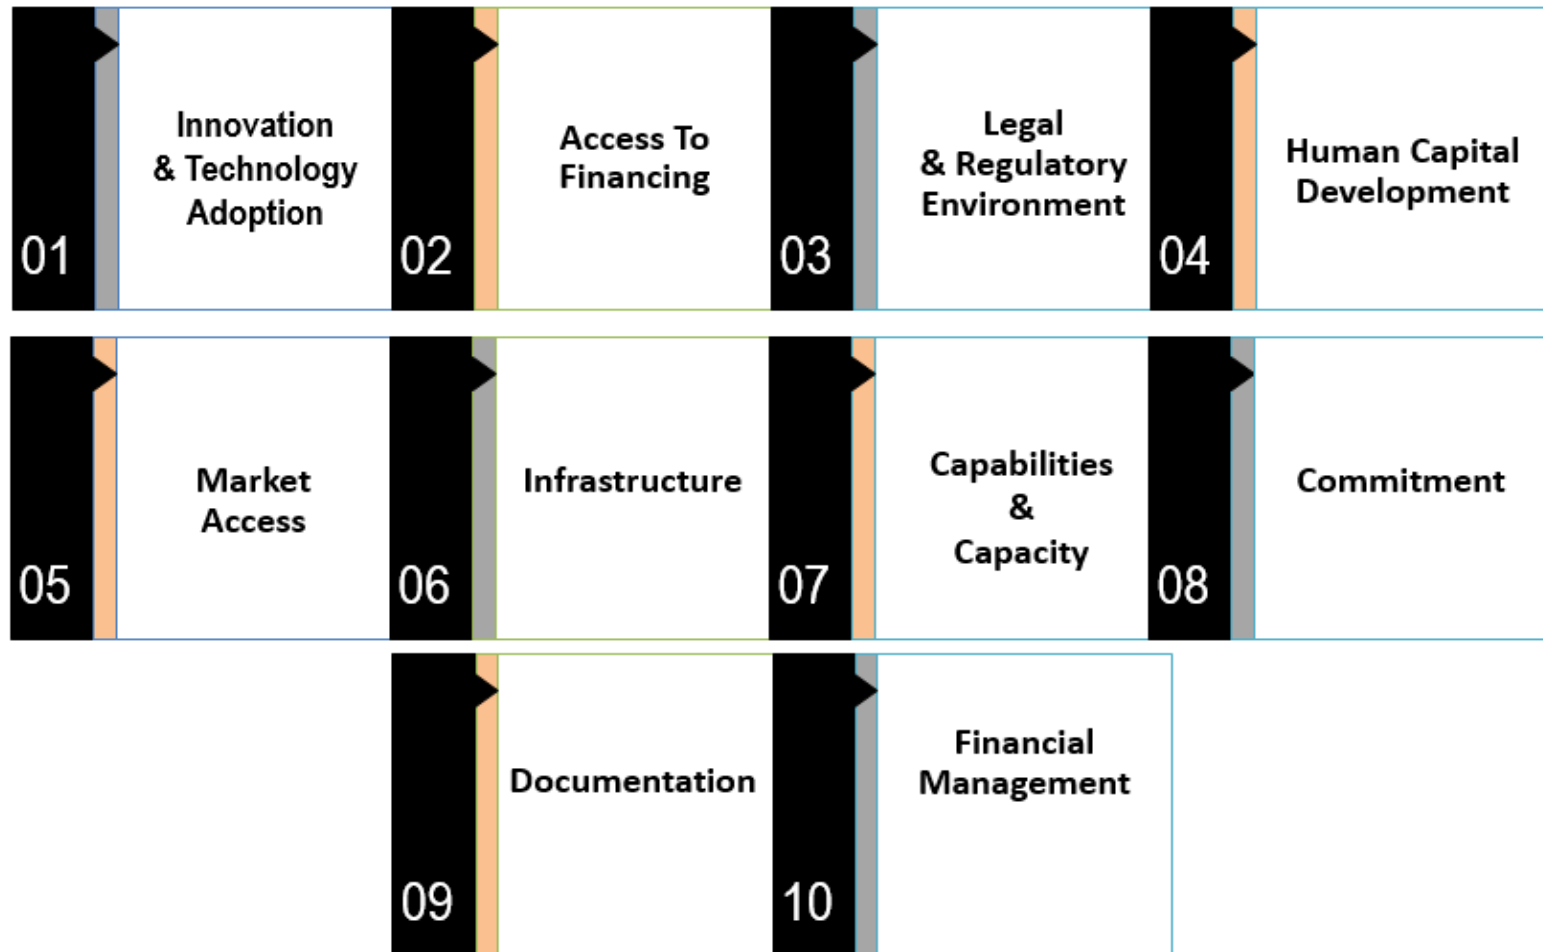 Innovation
& Technology
Adoption
01
Access To
Financing
02
Legal
& Regulatory
Environment
03
Human Capital
Development
04
Market
Access
05
Infrastructure
06
Capabilities
&
Capacity
07
Commitment
08
Documentation
09
Financial
Management
10